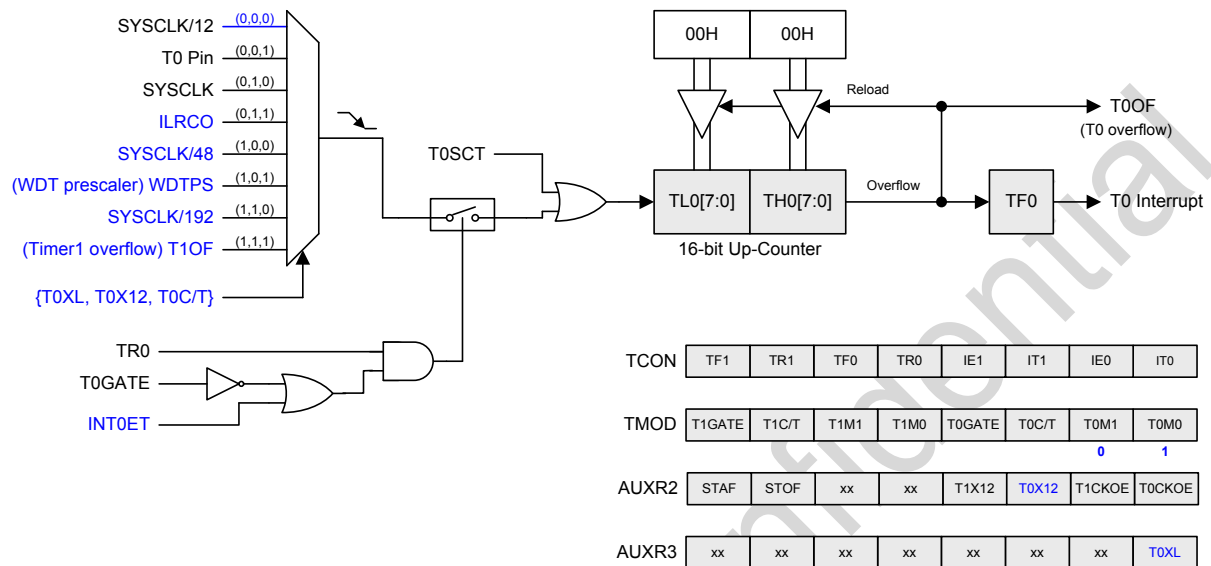 SYSCLK/12 (0,0,0)
T0 Pin (0,0,1)
SYSCLK (0,1,0)
ILRCO (0,1,1)
SYSCLK/48 (1,0,0)
(WDT prescaler) WDTPS (1,0,1)
SYSCLK/192 (1,1,0)
(Timer1 overflow) T1OF (1,1,1)
{T0XL, T0X12, T0C/T}
TR0
T0GATE
INT0ET
T0SCT
00H 00H
Reload
T0OF
(T0 overflow)
TL0[7:0] TH0[7:0]
Overflow
TF0
T0 Interrupt
16-bit Up-Counter
TCON TF1 TR1 TF0 TR0 IE1 IT1 IE0 IT0
TMOD T1GATE T1C/T T1M1 T1M0 T0GATE T0C/T T0M1 T0M0
0 1
AUXR2 STAF STOF xx xx T1X12 T0X12 T1CKOE T0CKOE
AUXR3 xx xx xx xx xx xx xx T0XL
nfidential